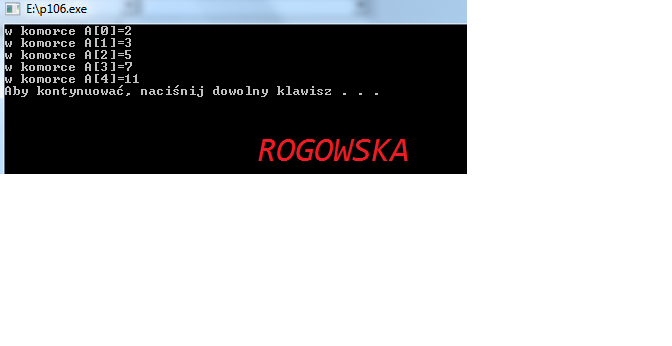 E:\p106.exe
w komorce A[0]=2
w komorce A[1]=3
w komorce A[2]=5
w komorce A[3]=7
w komorce A[4]=11
Aby kontynuować, naciśnij dowolny klawisz . . .
ROGOWSKA